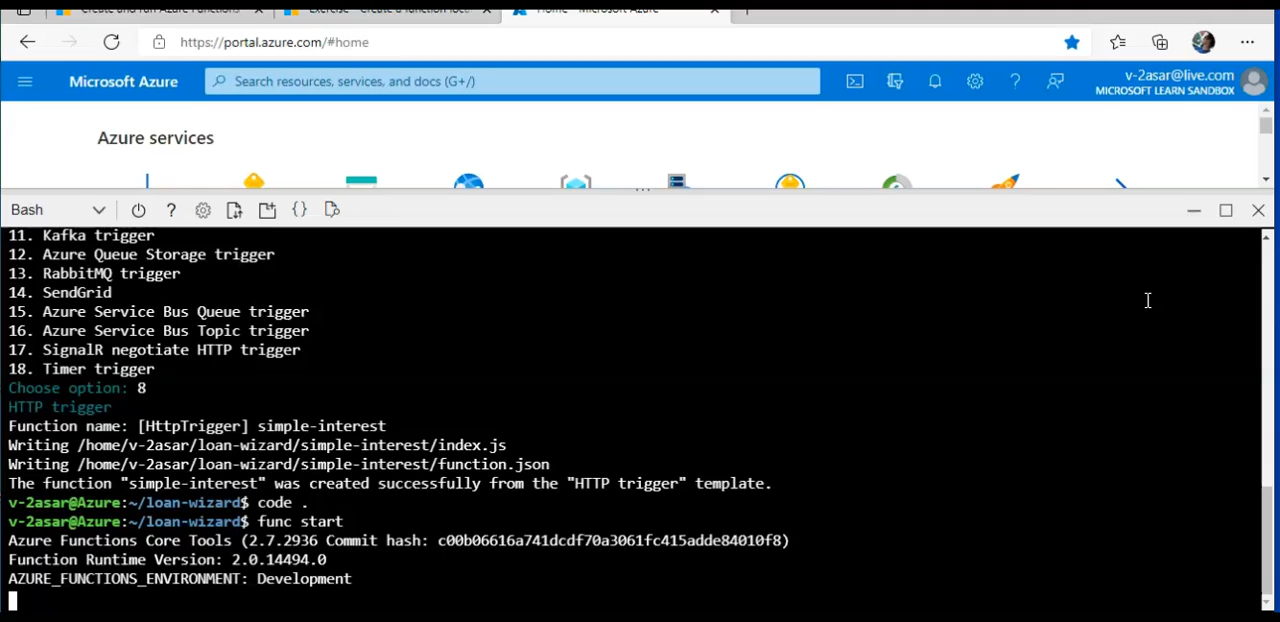 Create and run Azure Functions
Exercise - Create a function loc
Home - Microsoft Azure
https://portal.azure.com/#home
Microsoft Azure
Search resources, services, and docs (G+/)
v-2asar@live.com
MICROSOFT LEARN SANDBOX
Azure services
Bash
11. Kafka trigger
12. Azure Queue Storage trigger
13. RabbitMQ trigger
14. SendGrid
15. Azure Service Bus Queue trigger
16. Azure Service Bus Topic trigger
17. SignalR negotiate HTTP trigger
18. Timer trigger
Choose option: 8
HTTP trigger
Function name: [HttpTrigger] simple-interest
Writing /home/v-2asar/loan-wizard/simple-interest/index.js
Writing /home/v-2asar/loan-wizard/simple-interest/function.json
The function "simple-interest" was created successfully from the "HTTP trigger" template.
v-2asar@Azure:~/loan-wizard$ code .
v-2asar@Azure:~/loan-wizard$ func start
Azure Functions Core Tools (2.7.2936 Commit hash: c00b06616a741dcdf70a3061fc415adde84010f8)
Function Runtime Version: 2.0.14494.0
AZURE_FUNCTIONS_ENVIRONMENT: Development